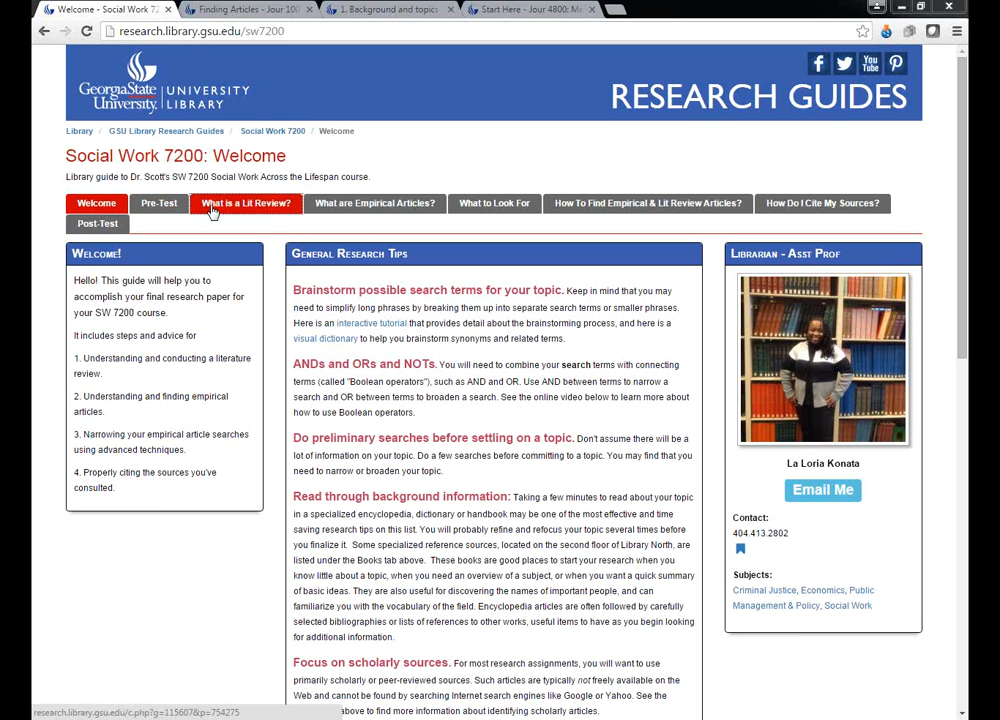 Welcome - Social Work 72
Finding Articles - Jour 100
1. Background and topics
Start Here - Jour 4800: Me
research.library.gsu.edu/sw7200
GeorgiaState University. UNIVERSITY LIBRARY
You Tube
RESEARCH GUIDES
Library / GSU Library Research Guides / Social Work 7200 / Welcome
Social Work 7200: Welcome
Library guide to Dr. Scott's SW 7200 Social Work Across the Lifespan course.
Welcome Pre-Test What is a Lit Review? What are Empirical Articles? What to Look For How To Find Empirical & Lit Review Articles? How Do I Cite My Sources?
Post-Test
WELCOME!
Hello! This guide will help you to
accomplish your final research paper for
your SW 7200 course.
It includes steps and advice for
1. Understanding and conducting a literature
review.
2. Understanding and finding empirical
articles.
3. Narrowing your empirical article searches
using advanced techniques.
4. Properly citing the sources you've
consulted.
GENERAL RESEARCH TIPS
Brainstorm possible search terms for your topic. Keep in mind that you may
need to simplify long phrases by breaking them up into separate search terms or smaller phrases.
Here is an interactive tutorial that provides detail about the brainstorming process, and here is a
visual dictionary to help you brainstorm synonyms and related terms.
ANDs and ORs and NOTs. You will need to combine your search terms with connecting
terms (called "Boolean operators"), such as AND and OR. Use AND between terms to narrow a
search and OR between terms to broaden a search. See the online video below to learn more about
how to use Boolean operators.
Do preliminary searches before settling on a topic. Don't assume there will be a
lot of information on your topic. Do a few searches before committing to a topic. You may find that you
need to narrow or broaden your topic.
Read through background information: Taking a few minutes to read about your topic
in a specialized encyclopedia, dictionary or handbook may be one of the most effective and time
saving research tips on this list. You will probably refine and refocus your topic several times before
you finalize it. Some specialized reference sources, located on the second floor of Library North, are
listed under the Books tab above. These books are good places to start your research when you
know little about a topic, when you need an overview of a subject, or when you want a quick summary
of basic ideas. They are also useful for discovering the names of important people, and can
familiarize you with the vocabulary of the field. Encyclopedia articles are often followed by carefully
selected bibliographies or lists of references to other works, useful items to have as you begin looking
for additional information.
Focus on scholarly sources. For most research assignments, you will want to use
primarily scholarly or peer-reviewed sources. Such articles are typically not freely available on the
Web and cannot be found by searching Internet search engines like Google or Yahoo. See the
above to find more information about identifying scholarly articles.
LIBRARIAN - ASST PROF
La Loria Konata
Email Me
Contact:
404.413.2802
Subjects:
Criminal Justice, Economics, Public
Management & Policy, Social Work
research.library.gsu.edu/c.php?g=115607&p=754275